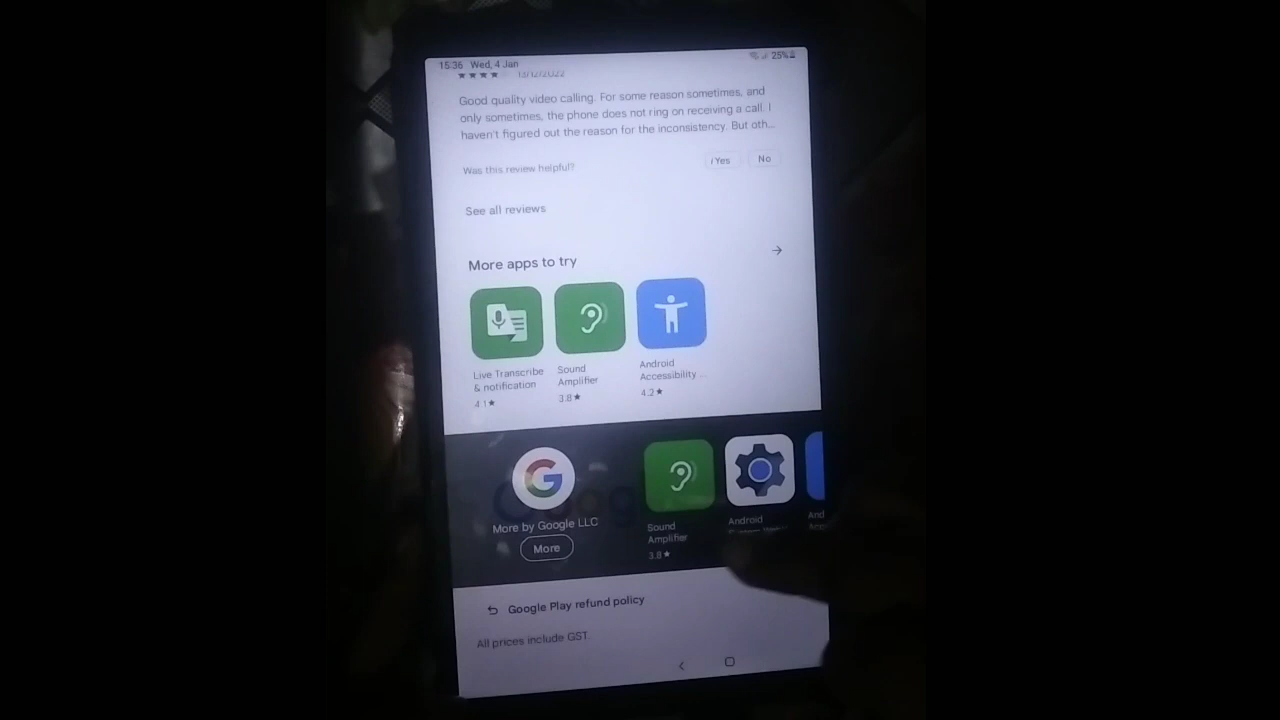 15:36 Wed, 4 Jan
25%
13/12/2022
Good quality video calling. For some reason sometimes, and
only sometimes, the phone does not ring on receiving a call. I
haven't figured out the reason for the inconsistency. But oth...
Was this review helpful?
Yes
No
See all reviews
More apps to try
Live Transcribe
& notification
4.1★
Sound
Amplifier
3.8★
Android
Accessibility ...
4.2★
More by Google LLC
More
Sound
Amplifier
3.8★
Android
And
Google Play refund policy
All prices include GST.